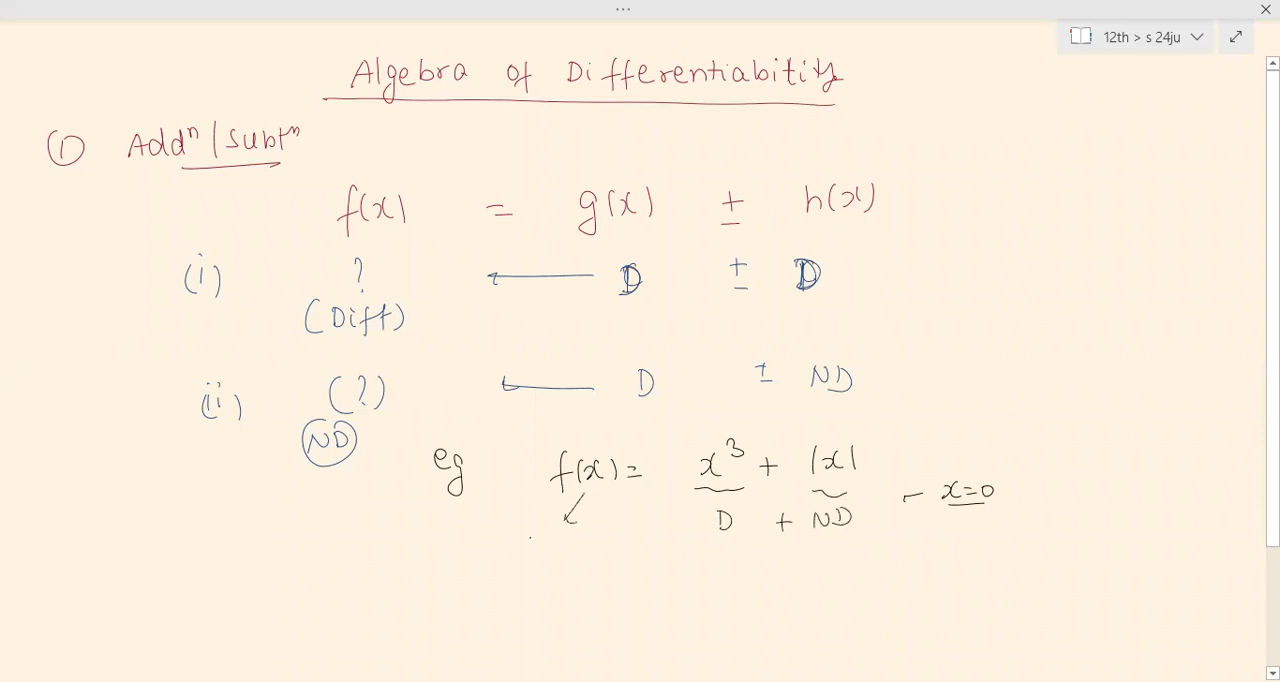 12th > s 24ju
Algebra of Differentiability
① Addⁿ / Subtⁿ
f(x) = g(x) ± h(x)
(i) ? ← D ± D
(Diff)
(ii) (?) ← D ± ND
ND
eg f(x) = x³ + |x|
D + ND – x=0